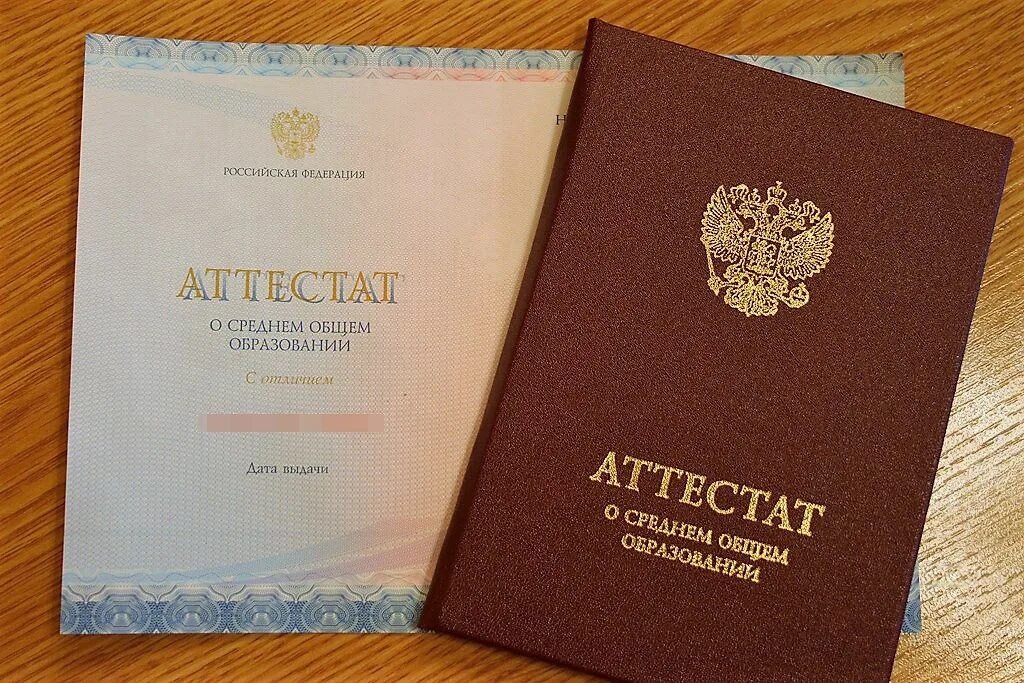 РОССИЙСКАЯ ФЕДЕРАЦИЯ
АТТЕСТАТ
О СРЕДНЕМ ОБЩЕМ
ОБРАЗОВАНИИ
С отличием
Дата выдачи
АТТЕСТАТ
О СРЕДНЕМ ОБЩЕМ
ОБРАЗОВАНИИ